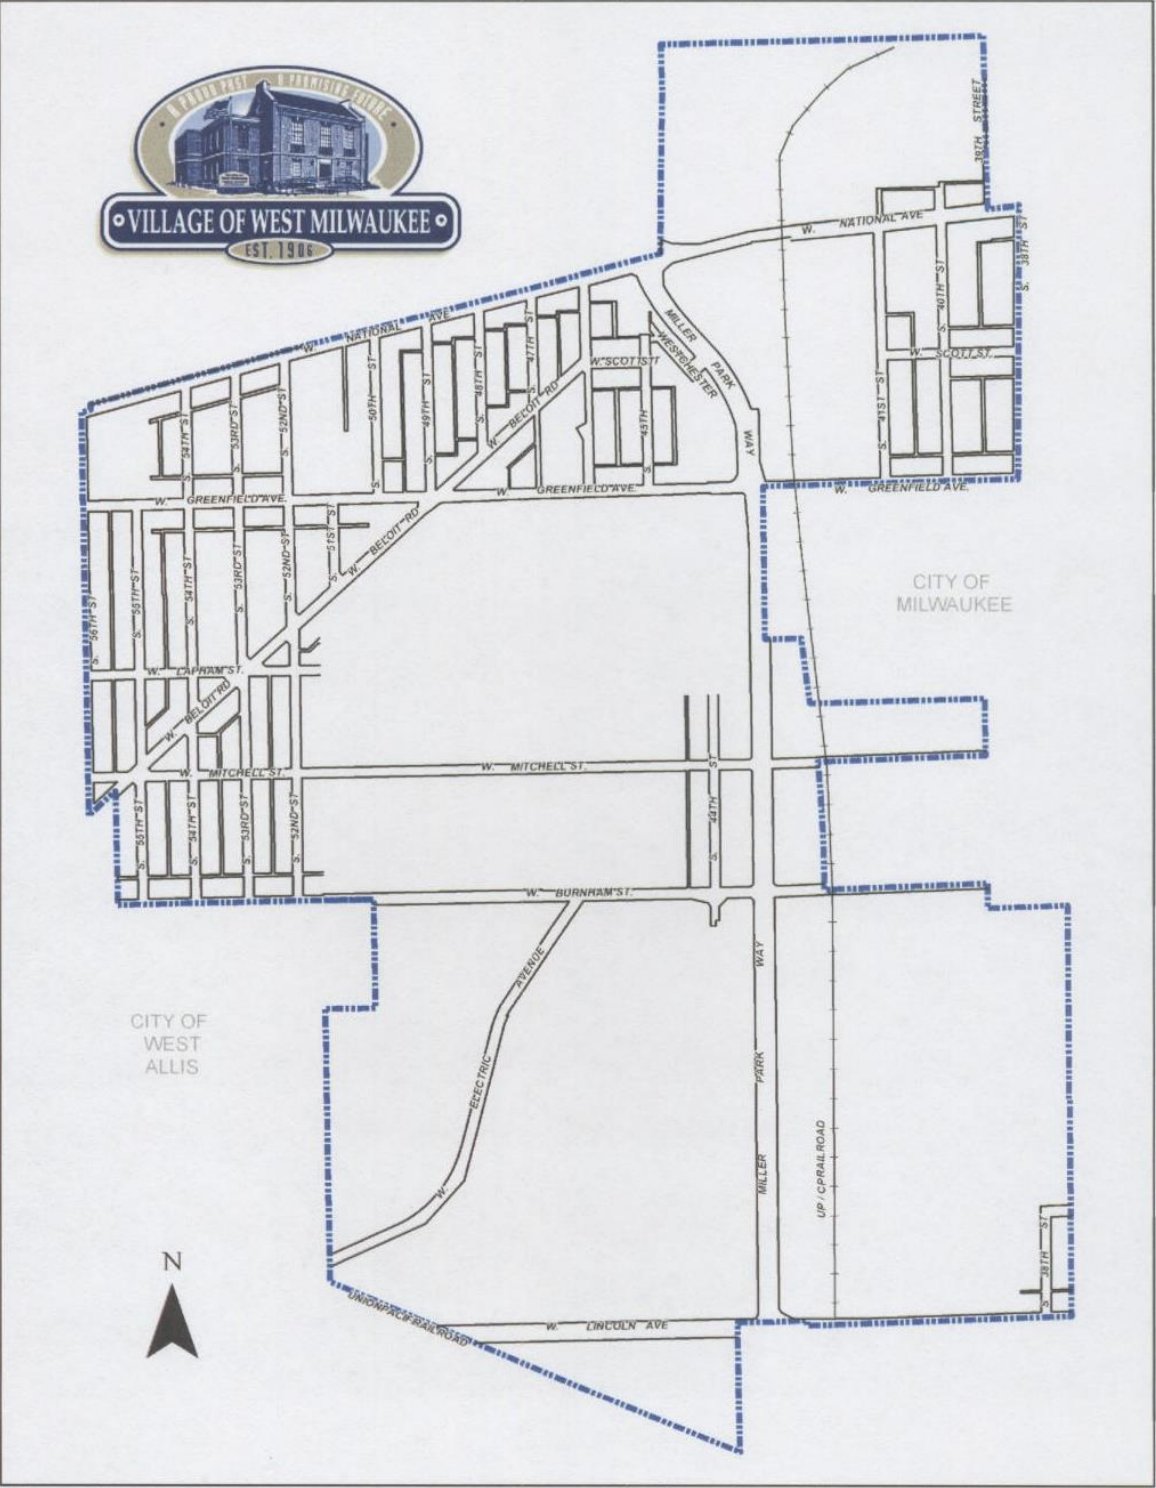 A PROUD PAST A PROMISING FUTURE
VILLAGE OF WEST MILWAUKEE
EST. 1906
39TH STREET
W. NATIONAL AVE
S. 38TH ST
S. 40TH ST
W. SCOTT ST.
S. 41ST ST
W. GREENFIELD AVE.
MILLER PARK WAY
WESTCHESTER
W. NATIONAL AVE
W. SCOTT ST
S. 45TH
S. 47TH ST
S. 48TH ST
S. 49TH ST
S. 50TH ST
W. BELOIT RD
S. 52ND ST
S. 53RD ST
S. 54TH ST
W. GREENFIELD AVE.
W. GREENFIELD AVE.
S. 51ST ST
W. BELOIT RD
S. 52ND ST
S. 53RD ST
S. 54TH ST
S. 55TH ST
S. 56TH ST
CITY OF
MILWAUKEE
W. LAPHAM ST.
W. BELOIT RD
W. MITCHELL ST.
W. MITCHELL ST.
S. 44TH ST
S. 55TH ST
S. 54TH ST
S. 53RD ST
S. 52ND ST
W. BURNHAM ST.
W. ELECTRIC AVENUE
MILLER PARK WAY
CITY OF
WEST
ALLIS
UP / CP RAILROAD
S. 38TH ST
N
UNION PACIFIC RAILROAD
W. LINCOLN AVE